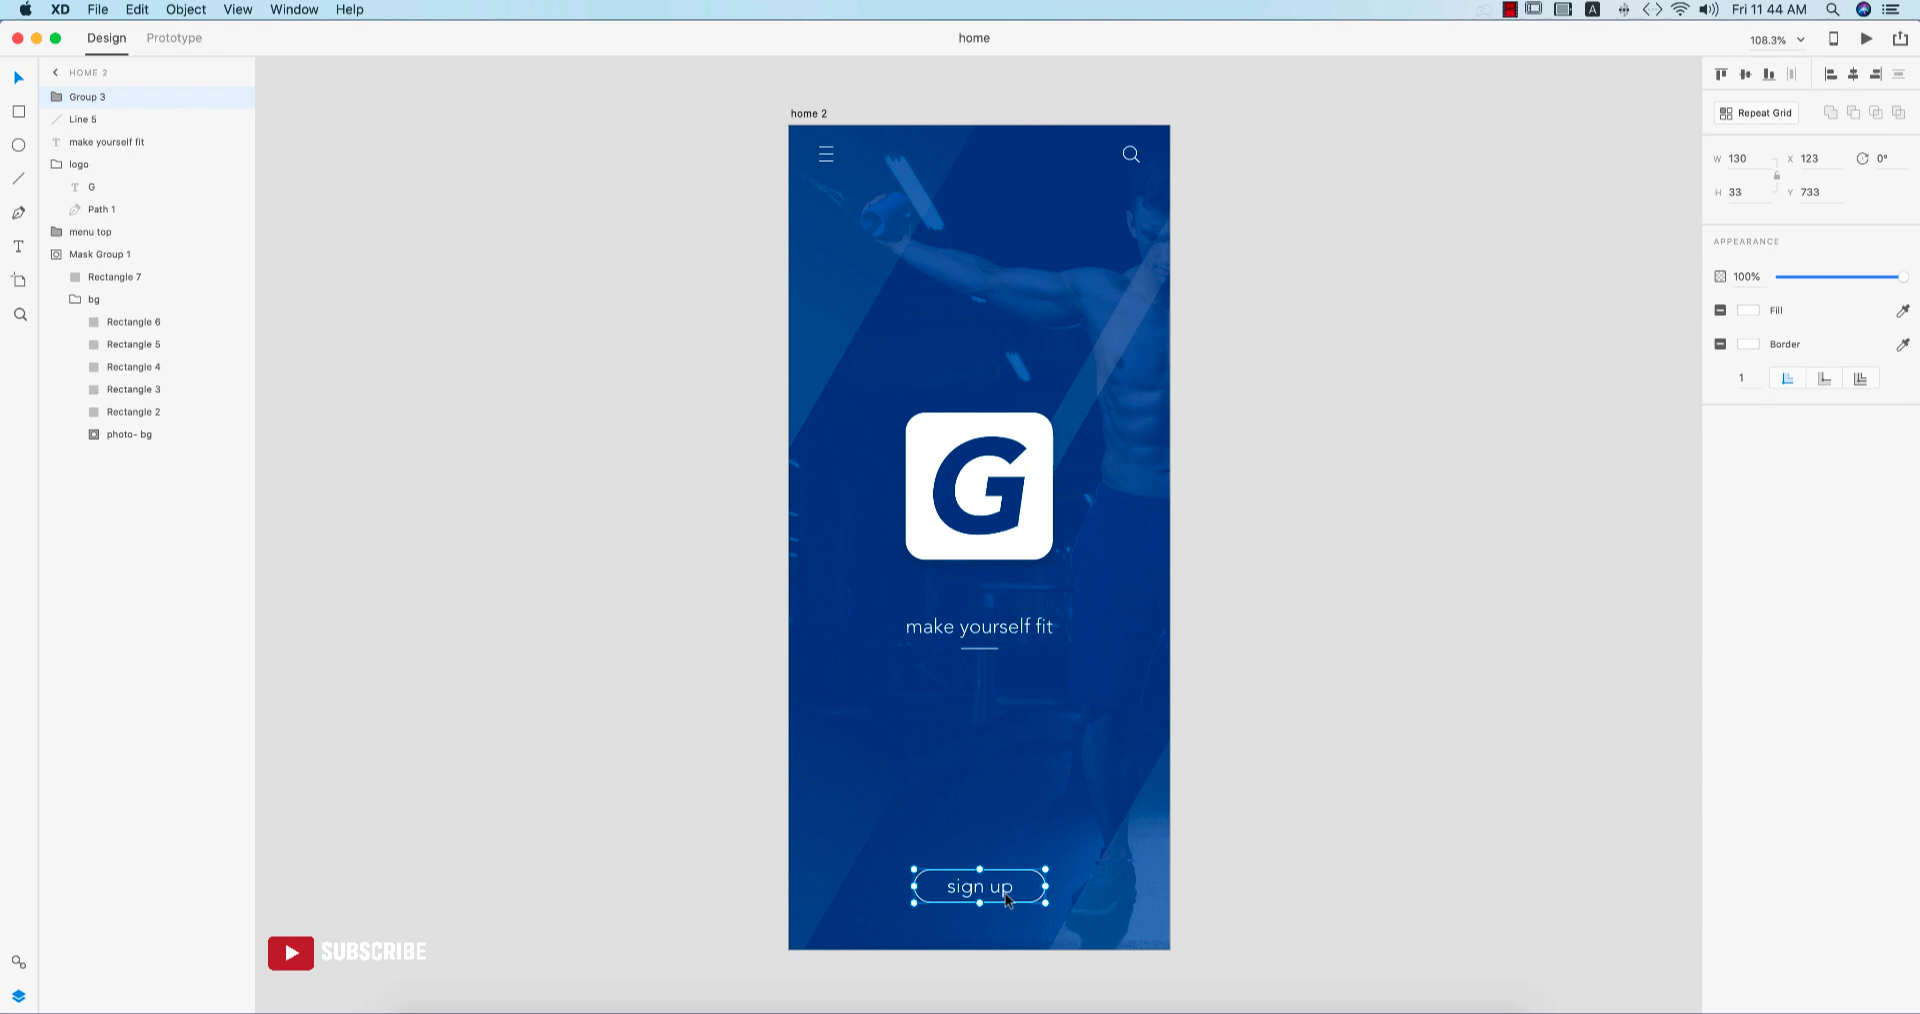 XD File Edit Object View Window Help
A Fri 11 44 AM
Design Prototype
home
108.3%
HOME 2
Group 3
Line 5
T make yourself fit
logo
T G
Path 1
menu top
Mask Group 1
Rectangle 7
bg
Rectangle 6
Rectangle 5
Rectangle 4
Rectangle 3
Rectangle 2
photo- bg
home 2
G
make yourself fit
sign up
SUBSCRIBE
Repeat Grid
W 130 X 123 0°
H 33 Y 733
APPEARANCE
100%
Fill
Border
1